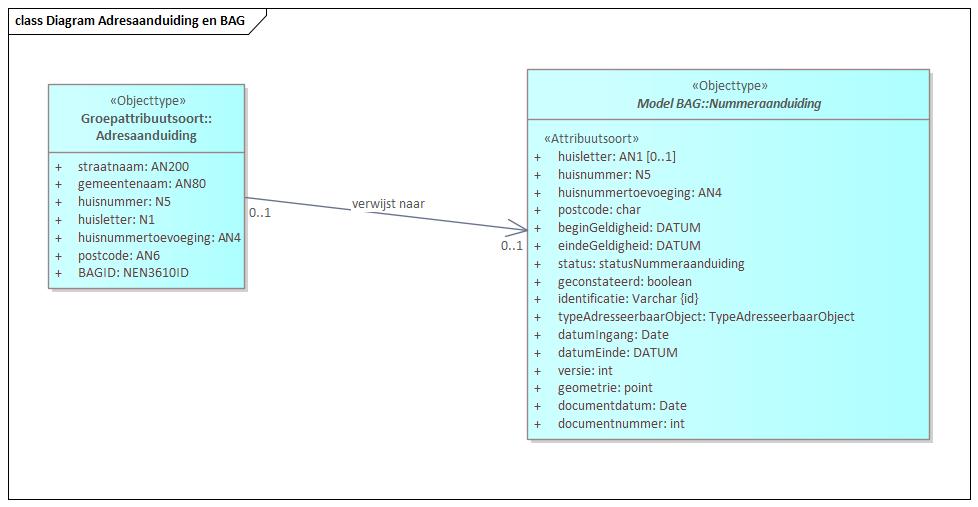 class Diagram Adresaanduiding en BAG
«Objecttype»
Groepattribuutsoort::
Adresaanduiding
+ straatnaam: AN200
+ gemeentenaam: AN80
+ huisnummer: N5
+ huisletter: N1
+ huisnummertoevoeging: AN4
+ postcode: AN6
+ BAGID: NEN3610ID
0..1
verwijst naar
0..1
«Objecttype»
Model BAG::Nummeraanduiding
«Attribuutsoort»
+ huisletter: AN1 [0..1]
+ huisnummer: N5
+ huisnummertoevoeging: AN4
+ postcode: char
+ beginGeldigheid: DATUM
+ eindeGeldigheid: DATUM
+ status: statusNummeraanduiding
+ geconstateerd: boolean
+ identificatie: Varchar {id}
+ typeAdresseerbaarObject: TypeAdresseerbaarObject
+ datumIngang: Date
+ datumEinde: DATUM
+ versie: int
+ geometrie: point
+ documentdatum: Date
+ documentnummer: int